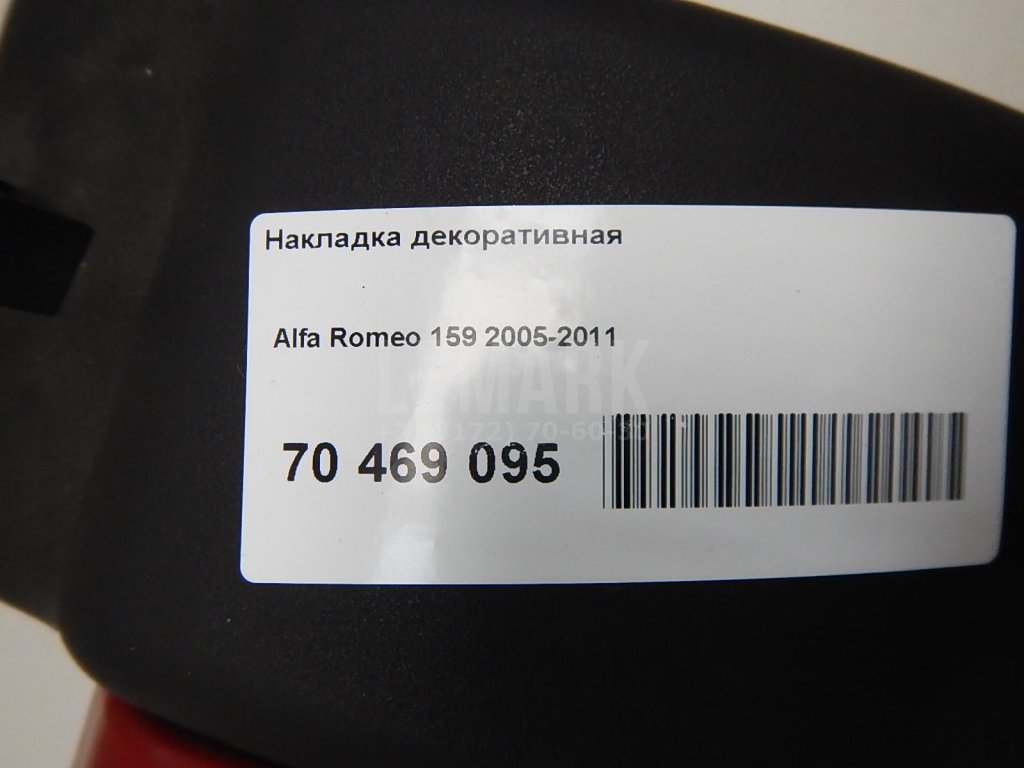 Накладка декоративная
Alfa Romeo 159 2005-2011
70 469 095